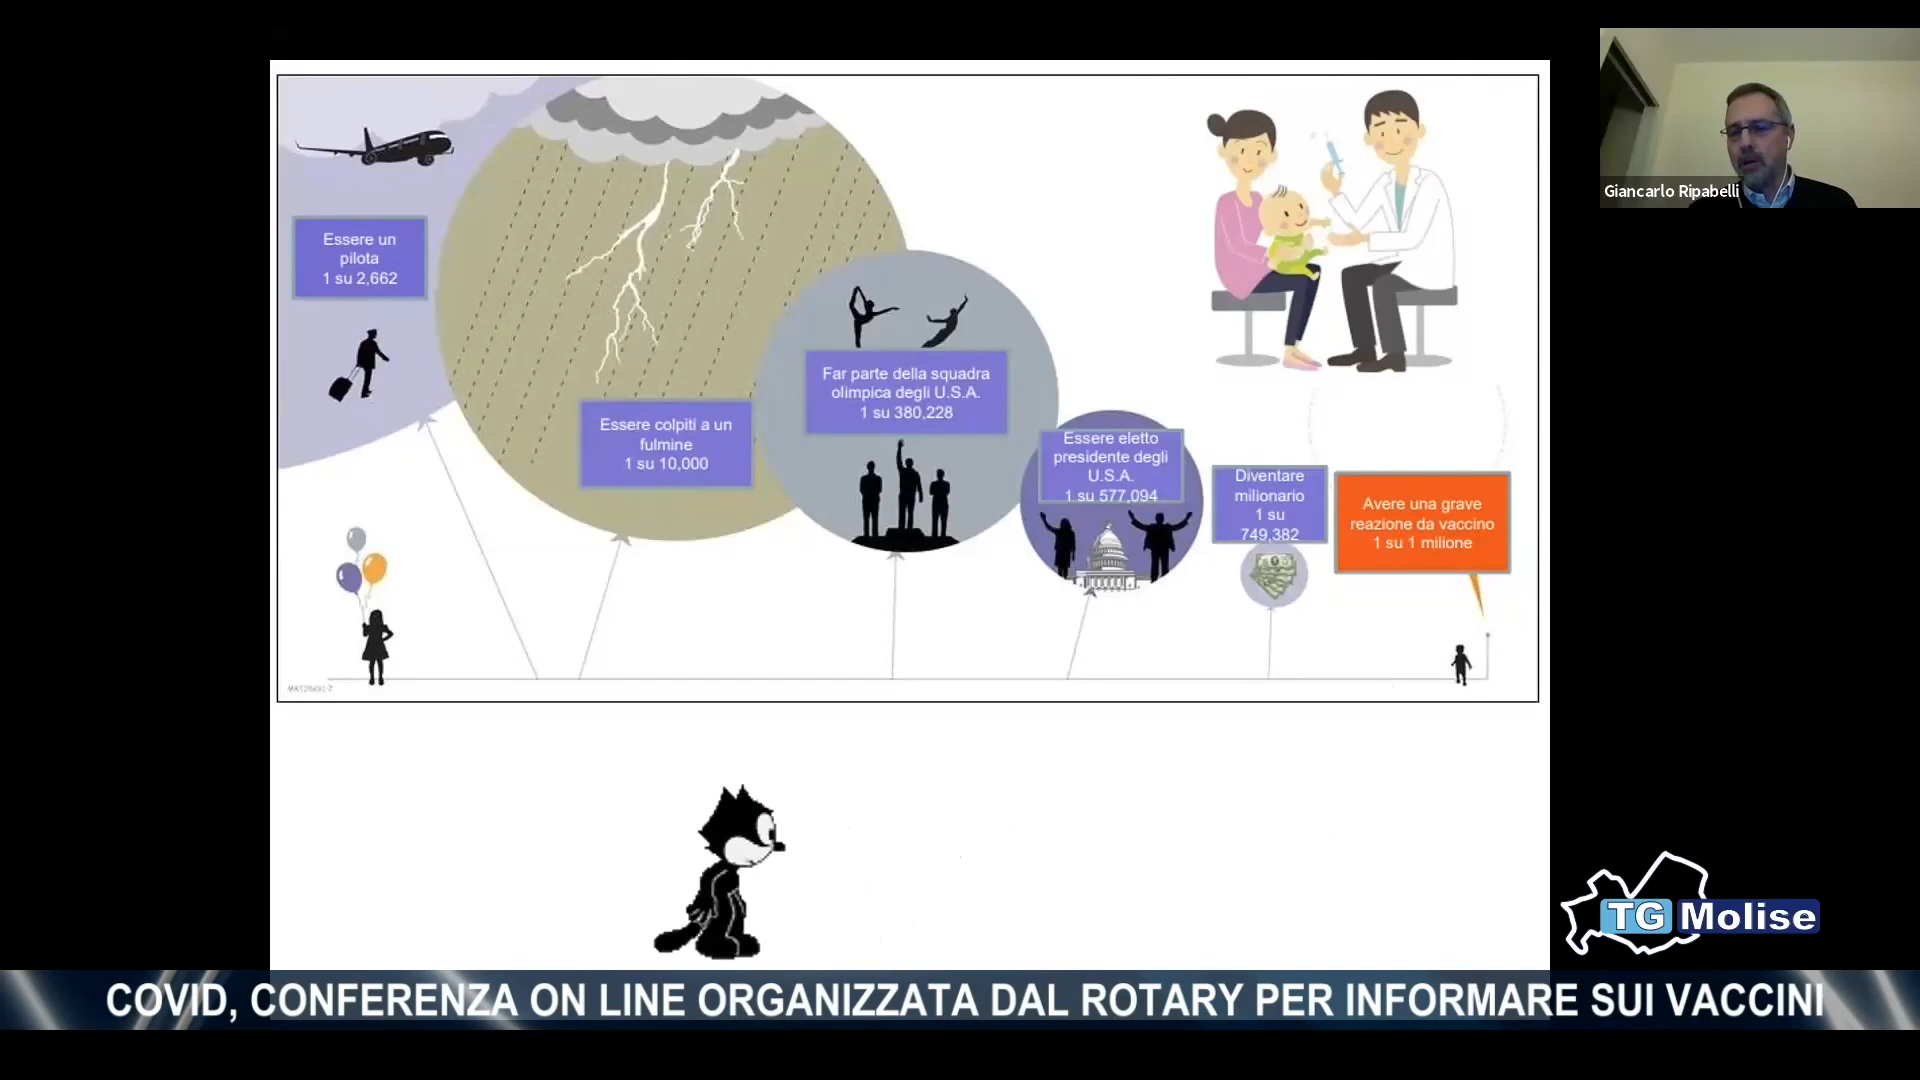 Giancarlo Ripabelli
Essere un
pilota
1 su 2,662
Essere colpiti a un
fulmine
1 su 10,000
Far parte della squadra
olimpica degli U.S.A.
1 su 380,228
Essere eletto
presidente degli
U.S.A.
1 su 577,094
Diventare
milionario
1 su
749,382
Avere una grave
reazione da vaccino
1 su 1 milione
TG Molise
COVID, CONFERENZA ON LINE ORGANIZZATA DAL ROTARY PER INFORMARE SUI VACCINI